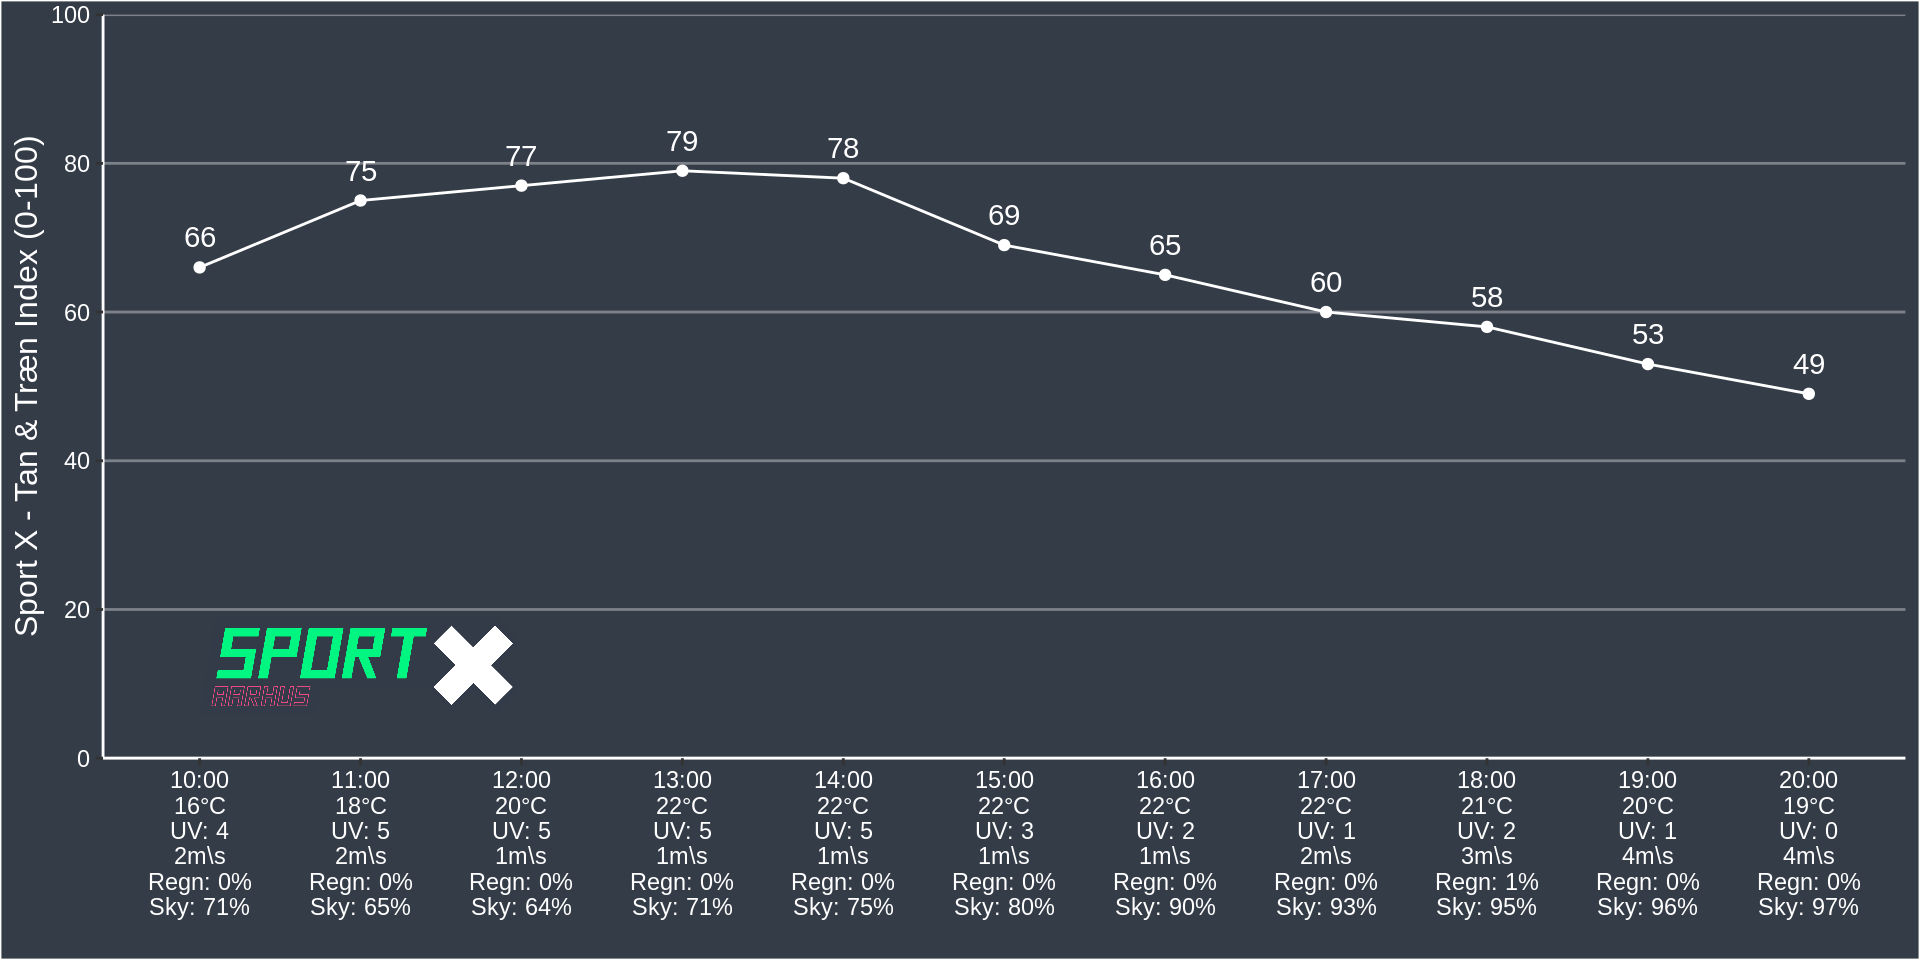 Sport X - Tan & Træn Index (0-100)
100
80
60
40
20
0
66
75
77
79
78
69
65
60
58
53
49
SPORT X
AARHUS
10:00 11:00 12:00 13:00 14:00 15:00 16:00 17:00 18:00 19:00 20:00
16°C 18°C 20°C 22°C 22°C 22°C 22°C 22°C 21°C 20°C 19°C
UV: 4 UV: 5 UV: 5 UV: 5 UV: 5 UV: 3 UV: 2 UV: 1 UV: 2 UV: 1 UV: 0
2m\s 2m\s 1m\s 1m\s 1m\s 1m\s 1m\s 2m\s 3m\s 4m\s 4m\s
Regn: 0% Regn: 0% Regn: 0% Regn: 0% Regn: 0% Regn: 0% Regn: 0% Regn: 0% Regn: 1% Regn: 0% Regn: 0%
Sky: 71% Sky: 65% Sky: 64% Sky: 71% Sky: 75% Sky: 80% Sky: 90% Sky: 93% Sky: 95% Sky: 96% Sky: 97%